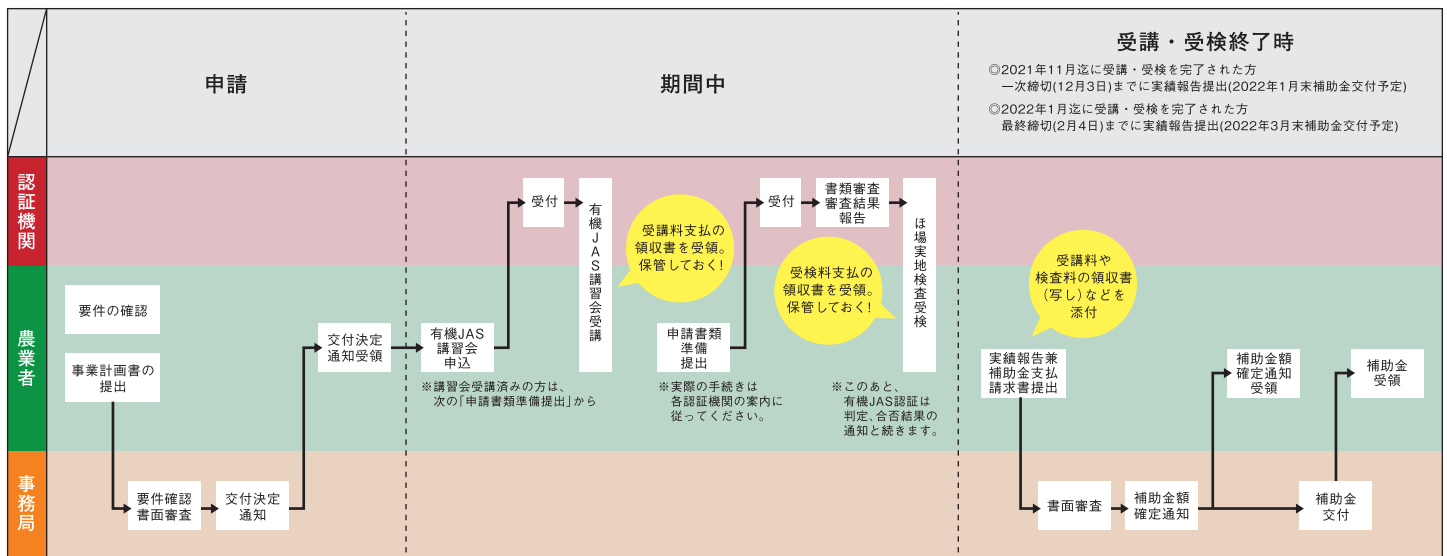 申請
期間中
受講・受検終了時
◎2021年11月迄に受講・受検を完了された方
一次締切(12月3日)までに実績報告提出(2022年1月末補助金交付予定)
◎2022年1月迄に受講・受検を完了された方
最終締切(2月4日)までに実績報告提出(2022年3月末補助金交付予定)
認証機関
受付
有機JAS講習会受講
受講料支払の
領収書を受領。
保管しておく!
受付
書類審査
審査結果
報告
ほ場実地検査受検
受検料支払の
領収書を受領。
保管しておく!
受講料や
検査料の領収書
(写し)などを
添付
農業者
要件の確認
事業計画書の
提出
交付決定
通知受領
有機JAS
講習会
申込
※講習会受講済みの方は、
次の「申請書類準備提出」から
申請書類
準備
提出
※実際の手続きは
各認証機関の案内に
従ってください。
※このあと、
有機JAS認証は
判定、合否結果の
通知と続きます。
実績報告兼
補助金支払
請求書提出
補助金額
確定通知
受領
補助金
受領
事務局
要件確認
書面審査
交付決定
通知
書面審査
補助金額
確定通知
補助金
交付